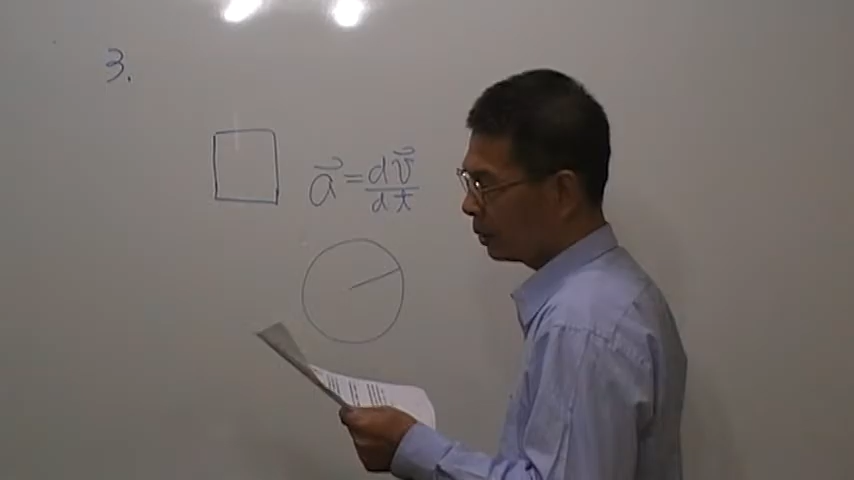 3.
a⃗ = dv⃗/dt